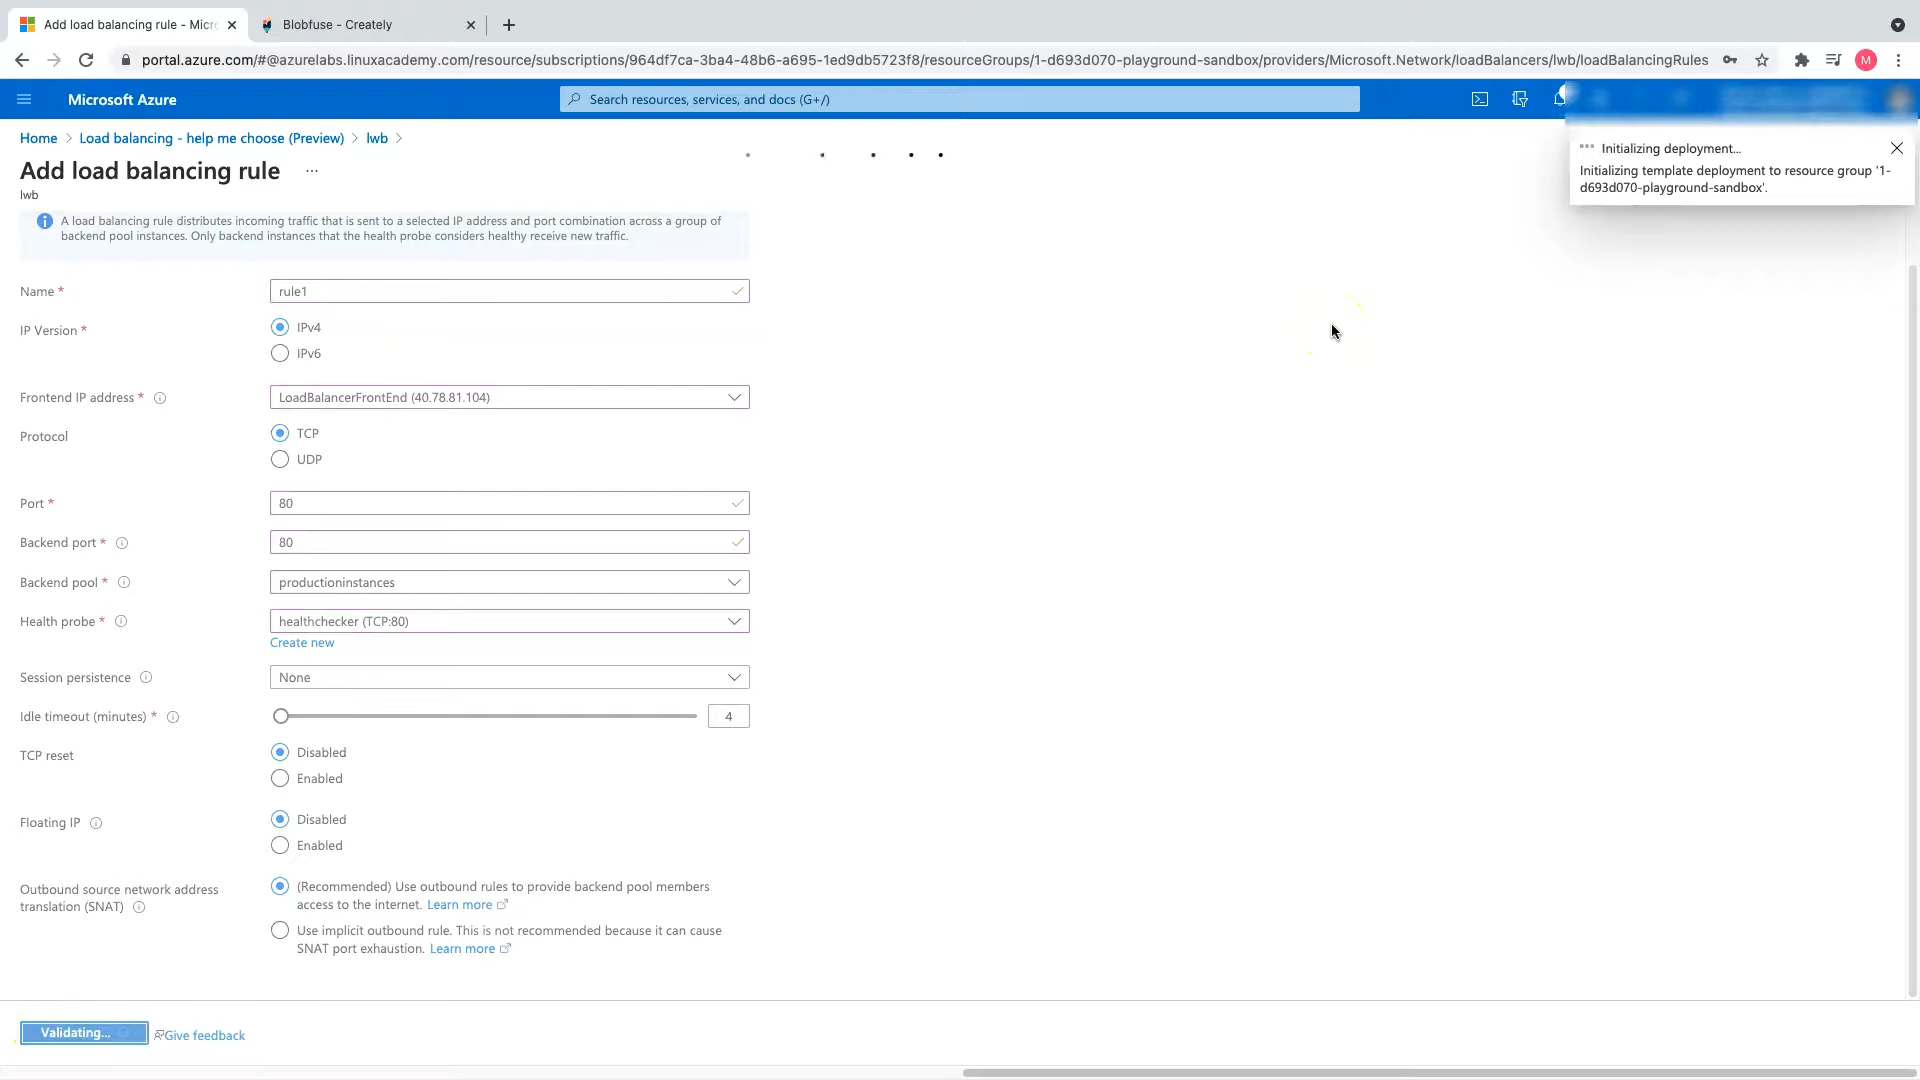 Add load balancing rule - Micr
Blobfuse - Creately
portal.azure.com/#@azurelabs.linuxacademy.com/resource/subscriptions/964df7ca-3ba4-48b6-a695-1ed9db5723f8/resourceGroups/1-d693d070-playground-sandbox/providers/Microsoft.Network/loadBalancers/lwb/loadBalancingRules
M
Microsoft Azure
Search resources, services, and docs (G+/)
Home > Load balancing - help me choose (Preview) > lwb >
Initializing deployment...
Initializing template deployment to resource group '1-
d693d070-playground-sandbox'.
Add load balancing rule ...
lwb
A load balancing rule distributes incoming traffic that is sent to a selected IP address and port combination across a group of
backend pool instances. Only backend instances that the health probe considers healthy receive new traffic.
Name *
rule1
IP Version *
IPv4
IPv6
Frontend IP address *
LoadBalancerFrontEnd (40.78.81.104)
Protocol
TCP
UDP
Port *
80
Backend port *
80
Backend pool *
productioninstances
Health probe *
healthchecker (TCP:80)
Create new
Session persistence
None
Idle timeout (minutes) *
4
TCP reset
Disabled
Enabled
Floating IP
Disabled
Enabled
Outbound source network address
translation (SNAT)
(Recommended) Use outbound rules to provide backend pool members
access to the internet. Learn more
Use implicit outbound rule. This is not recommended because it can cause
SNAT port exhaustion. Learn more
Validating...
Give feedback